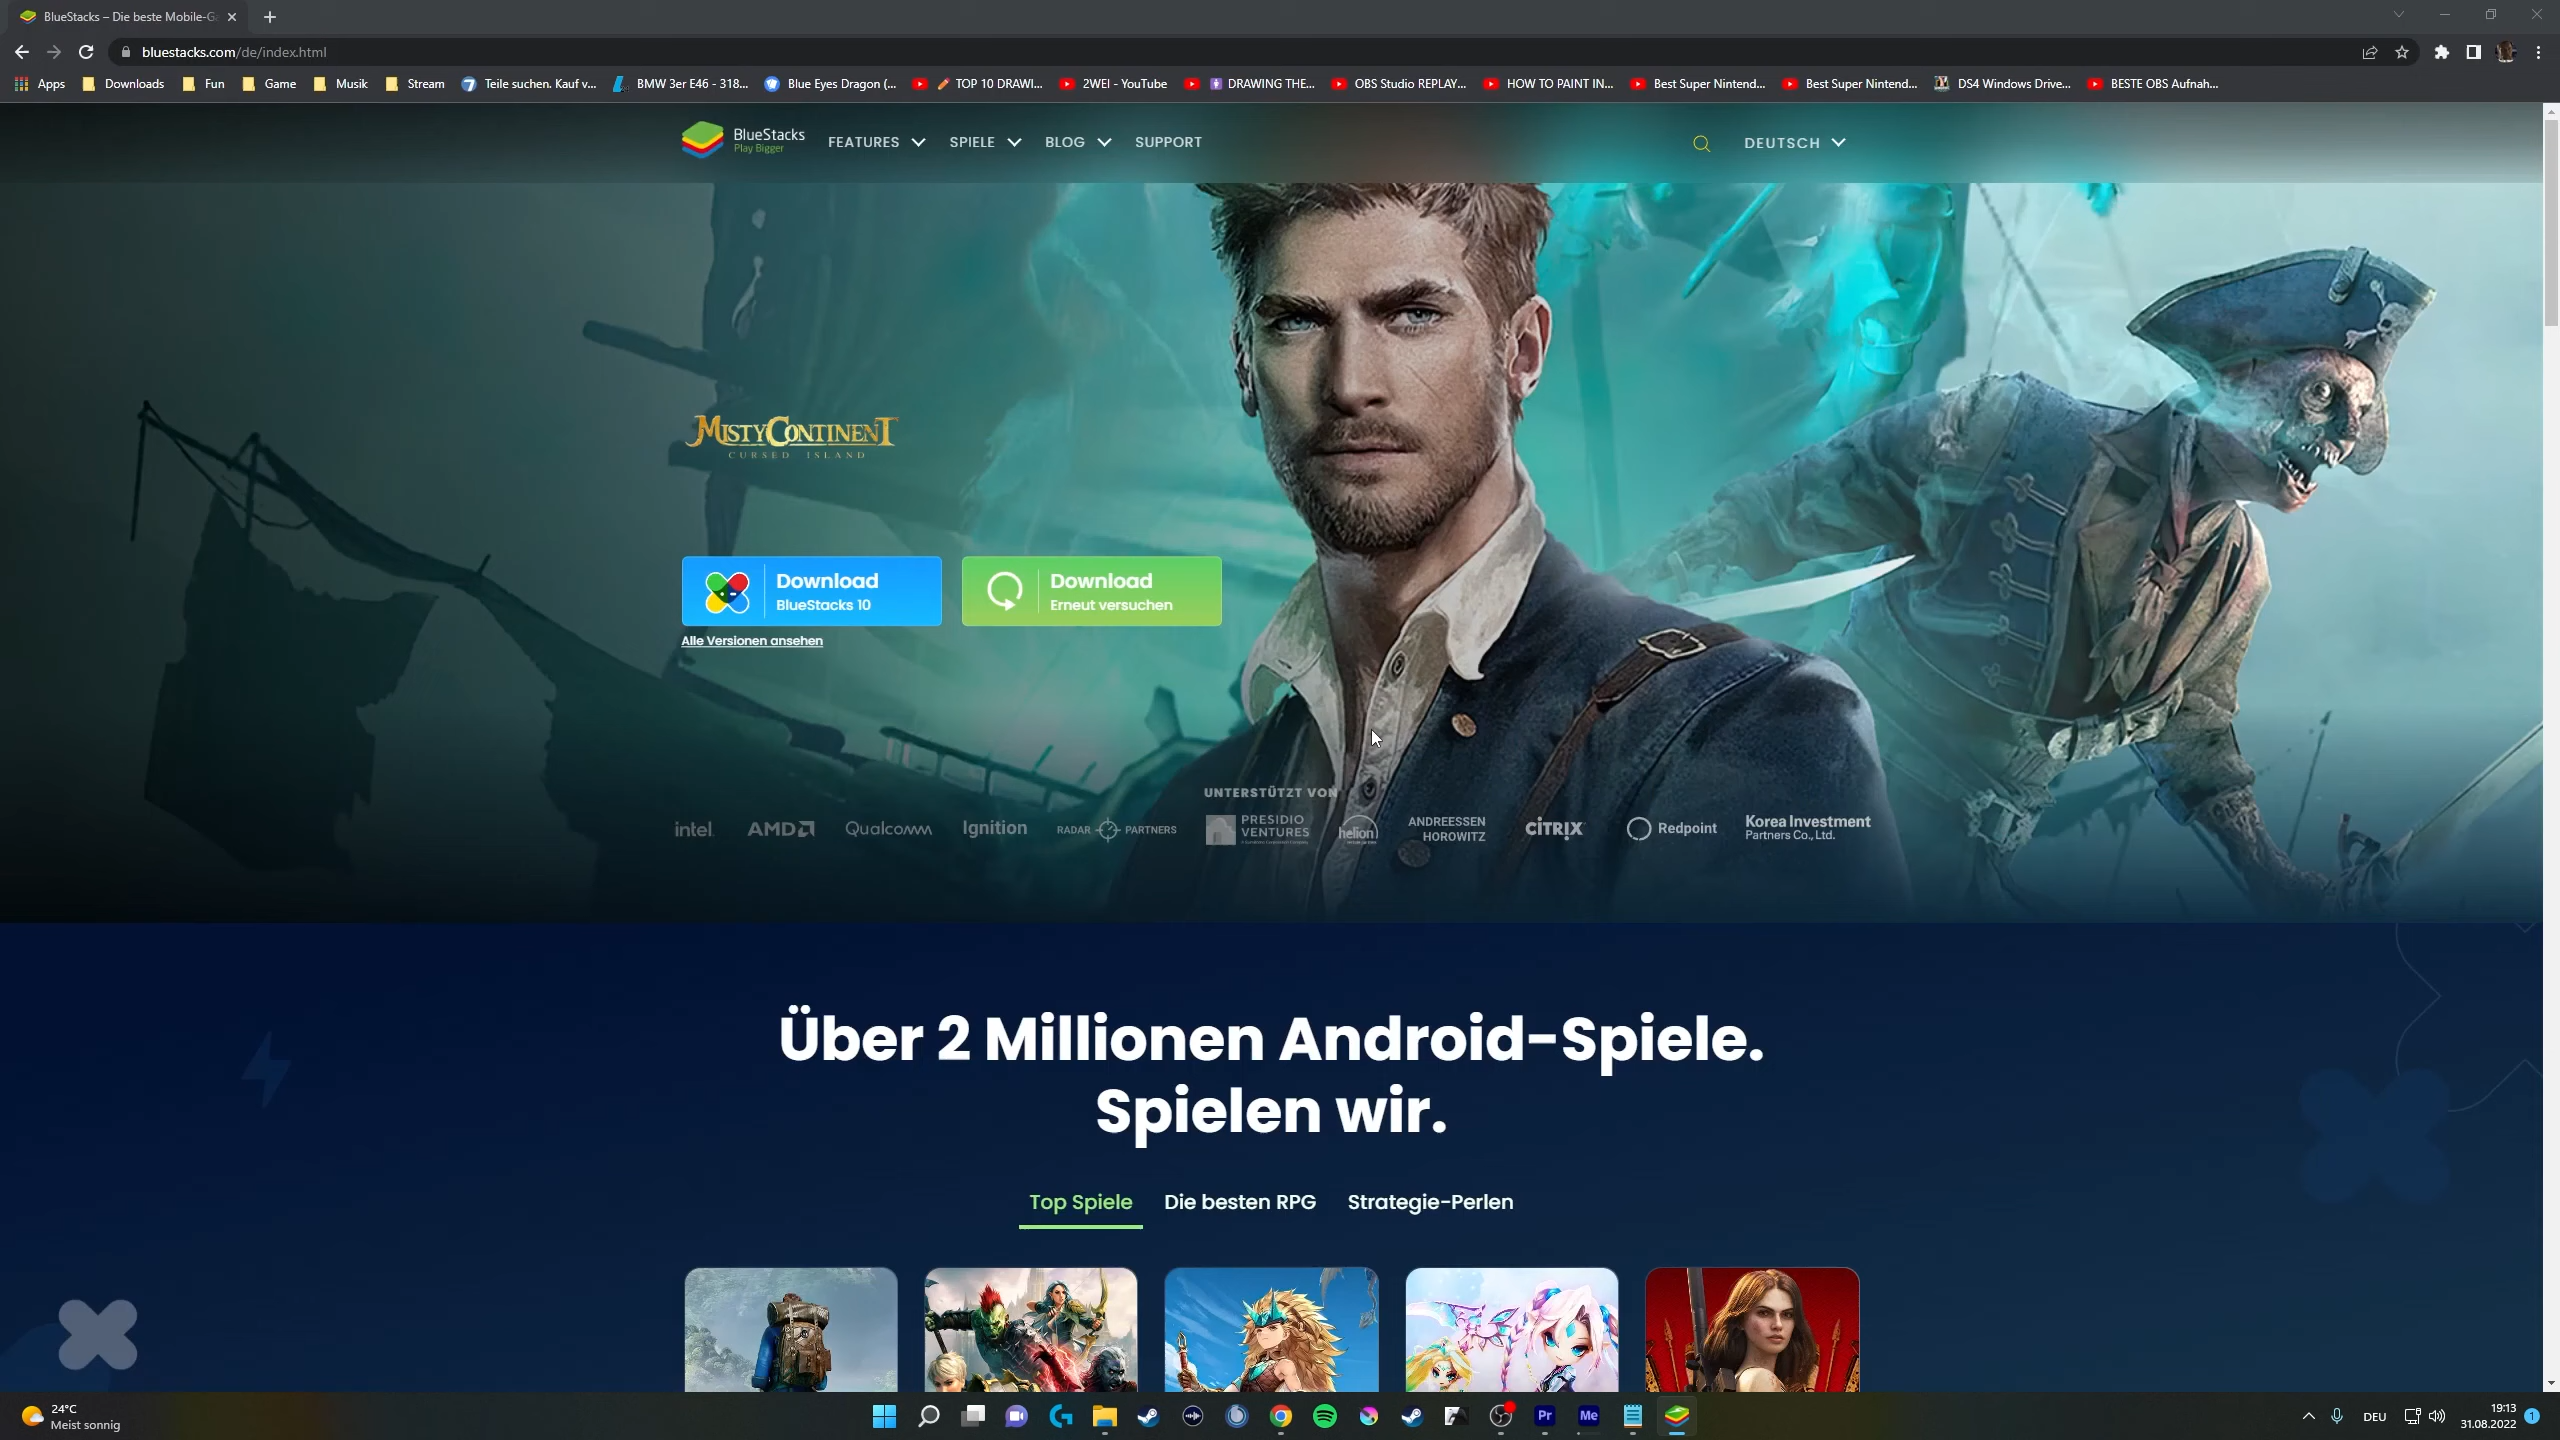 BlueStacks – Die beste Mobile-Ga
bluestacks.com/de/index.html
Apps
Downloads
Fun
Game
Musik
Stream
Teile suchen. Kauf v...
BMW 3er E46 - 318...
Blue Eyes Dragon (...
TOP 10 DRAWI...
2WEI - YouTube
DRAWING THE...
OBS Studio REPLAY...
HOW TO PAINT IN...
Best Super Nintend...
Best Super Nintend...
DS4 Windows Drive...
BESTE OBS Aufnah...
BlueStacks
Play Bigger
FEATURES
SPIELE
BLOG
SUPPORT
DEUTSCH
MISTY CONTINENT
CURSED ISLAND
Download
BlueStacks 10
Download
Erneut versuchen
Alle Versionen ansehen
UNTERSTÜTZT VON
intel
AMD
Qualcomm
Ignition
RADAR PARTNERS
PRESIDIO
VENTURES
helion
ANDREESSEN
HOROWITZ
CITRIX
Redpoint
Korea Investment
Partners Co., Ltd.
Über 2 Millionen Android-Spiele.
Spielen wir.
Top Spiele
Die besten RPG
Strategie-Perlen
24°C
Meist sonnig
Pr
Me
DEU
19:13
31.08.2022
1